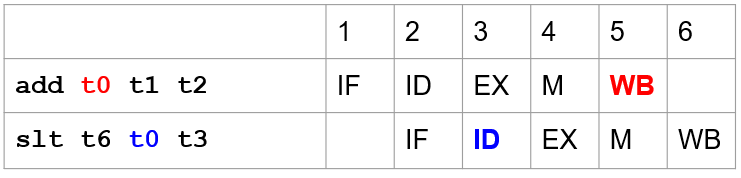 1 2 3 4 5 6
add t0 t1 t2 IF ID EX M WB
slt t6 t0 t3 IF ID EX M WB